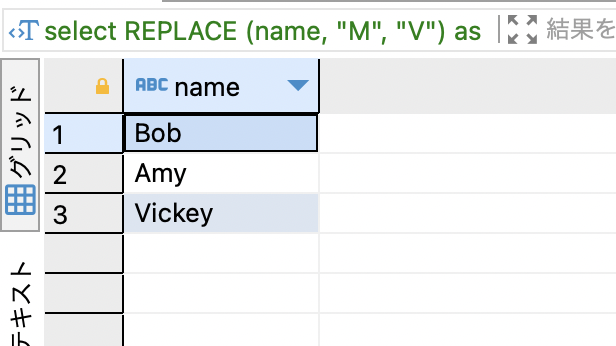 T select REPLACE (name, "M", "V") as
結果を
グリッド
テキスト
ABC name
1 Bob
2 Amy
3 Vickey